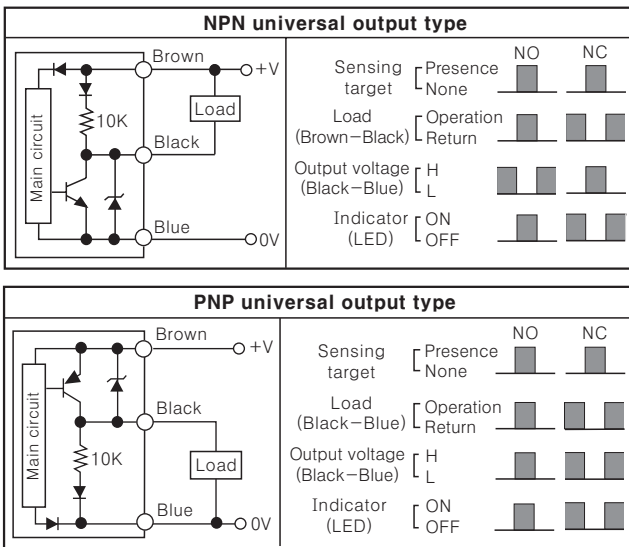 NPN universal output type
Brown
+V
Load
10K
Black
Main circuit
Blue
0V
NO NC
Sensing target Presence None
Load (Brown−Black) Operation Return
Output voltage (Black−Blue) H L
Indicator (LED) ON OFF
PNP universal output type
Brown
+V
Black
Main circuit
10K
Load
Blue
0V
NO NC
Sensing target Presence None
Load (Black−Blue) Operation Return
Output voltage (Black−Blue) H L
Indicator (LED) ON OFF